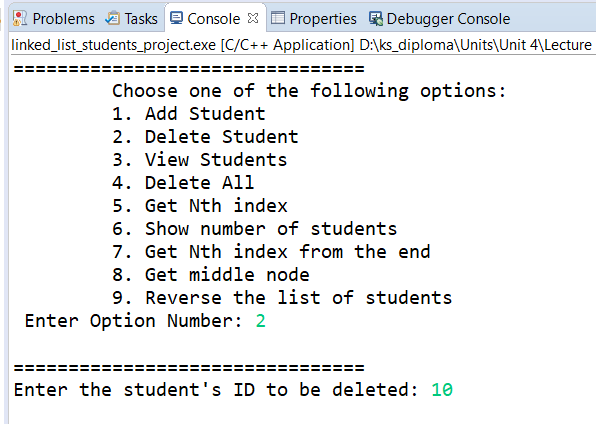 Problems Tasks Console Properties Debugger Console
linked_list_students_project.exe [C/C++ Application] D:\ks_diploma\Units\Unit 4\Lecture
================================
Choose one of the following options:
1. Add Student
2. Delete Student
3. View Students
4. Delete All
5. Get Nth index
6. Show number of students
7. Get Nth index from the end
8. Get middle node
9. Reverse the list of students
Enter Option Number: 2
================================
Enter the student's ID to be deleted: 10